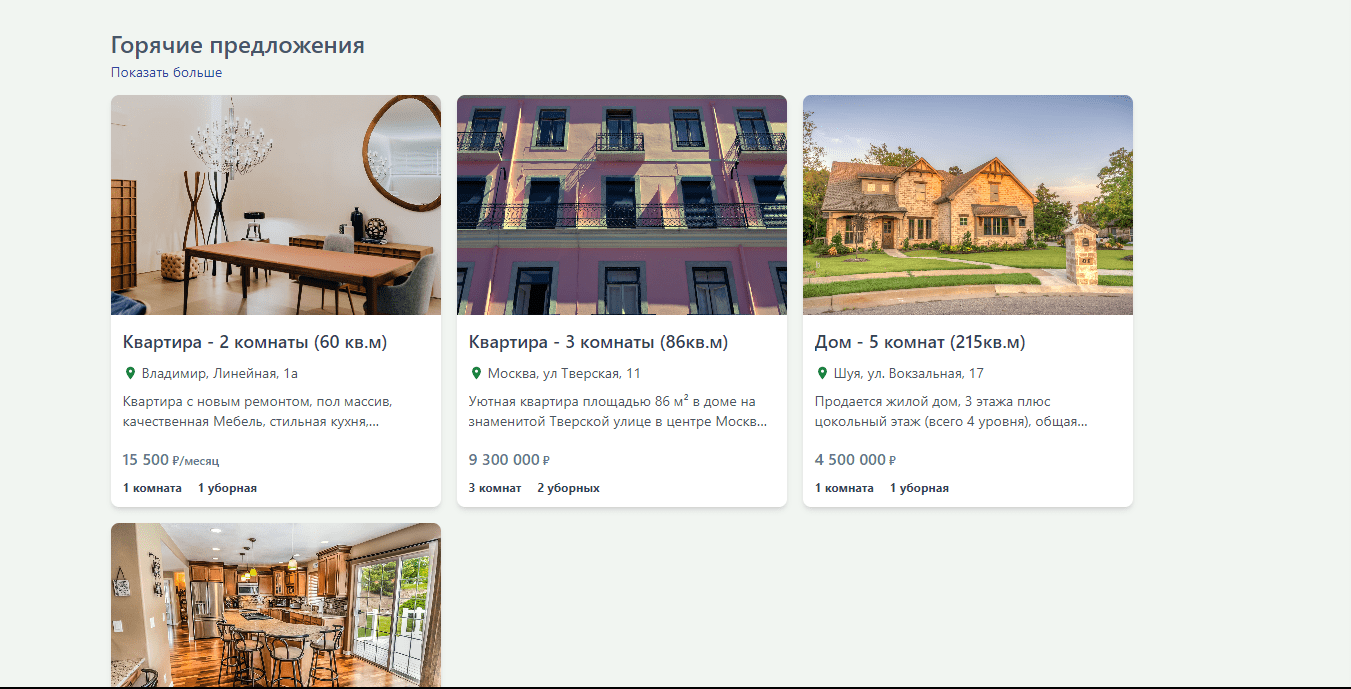 Горячие предложения
Показать больше
Квартира - 2 комнаты (60 кв.м)
Владимир, Линейная, 1а
Квартира с новым ремонтом, пол массив,
качественная Мебель, стильная кухня,...
15 500 ₽/месяц
1 комната 1 уборная
Квартира - 3 комнаты (86кв.м)
Москва, ул Тверская, 11
Уютная квартира площадью 86 м² в доме на
знаменитой Тверской улице в центре Москв...
9 300 000 ₽
3 комнат 2 уборных
Дом - 5 комнат (215кв.м)
Шуя, ул. Вокзальная, 17
Продается жилой дом, 3 этажа плюс
цокольный этаж (всего 4 уровня), общая...
4 500 000 ₽
1 комната 1 уборная